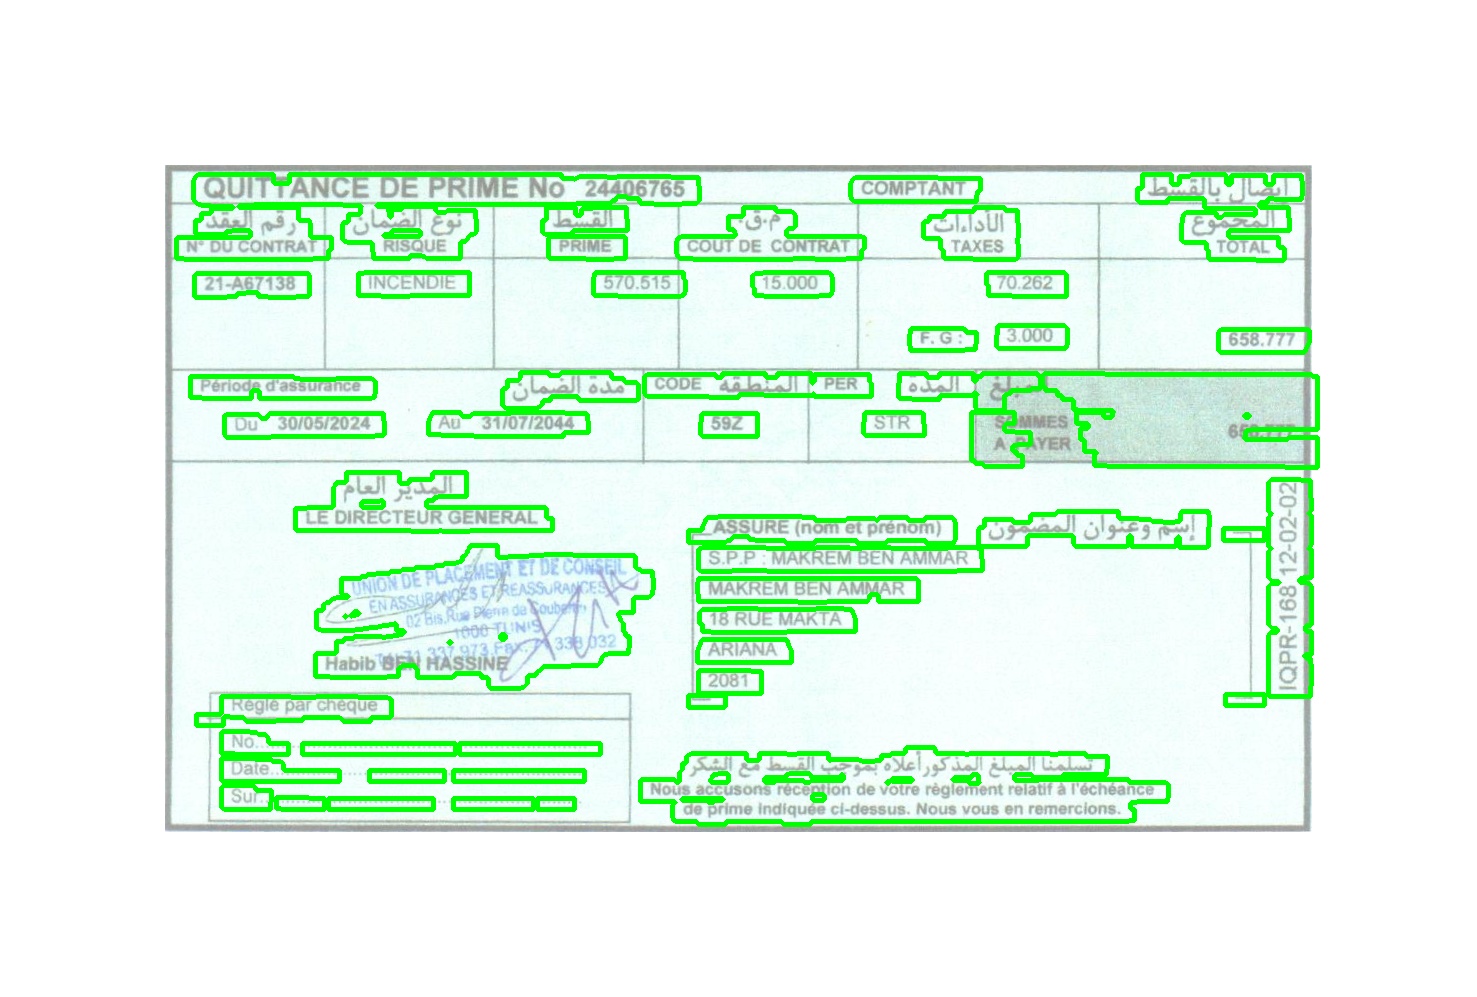 QUITTANCE DE PRIME No 24406765 COMPTANT إيصال بالقسط
رقم العقد نوع الضمان القسط م.ق. الأداءات المجموع
N° DU CONTRAT RISQUE PRIME COUT DE CONTRAT TAXES TOTAL
21-A67138 INCENDIE 570.515 15.000 70.262
F. G : 3.000 658.777
Période d'assurance مدة الضمان CODE المنطقه PER المده المبلغ
Du 30/05/2024 Au 31/07/2044 59Z STR SOMMES A PAYER 658.777
المدير العام
LE DIRECTEUR GENERAL
ASSURE (nom et prénom) إسم وعنوان المضمون
S.P.P : MAKREM BEN AMMAR
MAKREM BEN AMMAR
18 RUE MAKTA
ARIANA
2081
IQPR-16812-02-02
UNION DE PLACEMENT ET DE CONSEIL
EN ASSURANCES ET REASSURANCES
02 Bis, Rue Pierre de Coubertin
1000 TUNIS
Tél: 71 337 973 Fax: 71 338 032
Habib BEN HASSINE
Réglé par chèque
No...
Date...
Sur...
تسلمنا المبلغ المذكور أعلاه بموجب القسط مع الشكر
Nous accusons réception de votre règlement relatif à l'échéance
de prime indiquée ci-dessus. Nous vous en remercions.